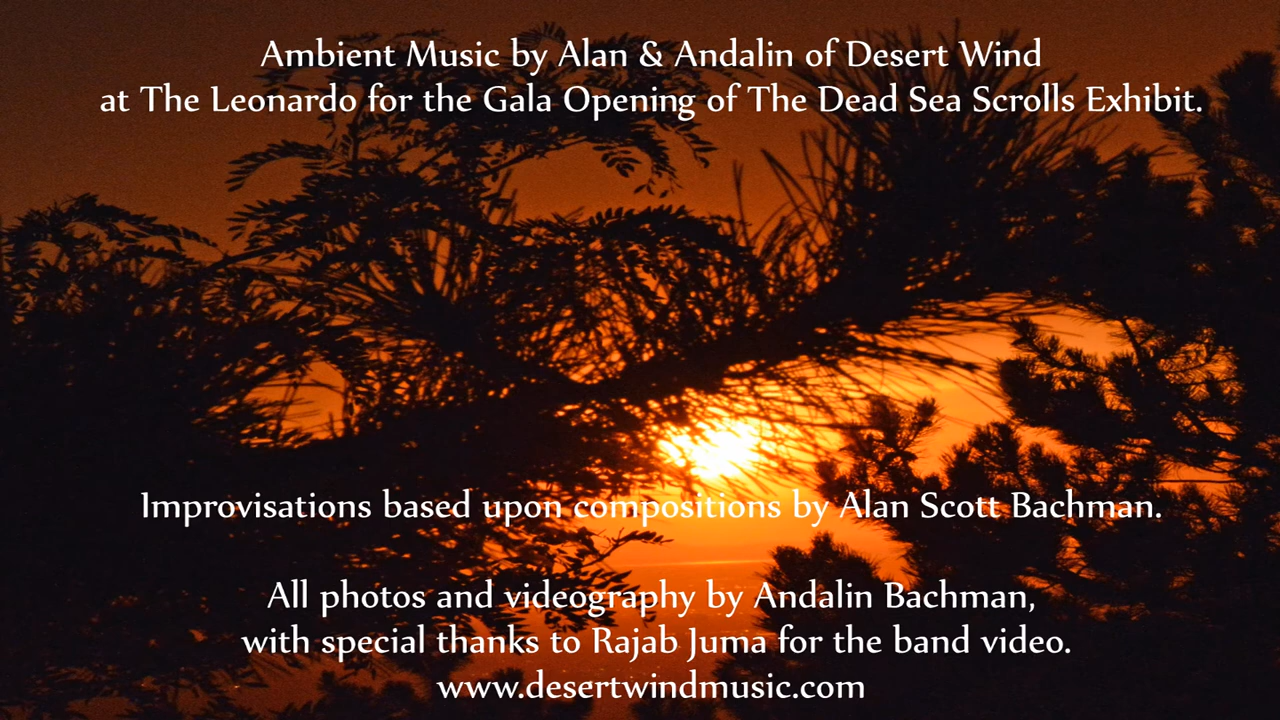 Ambient Music by Alan & Andalin of Desert Wind
at The Leonardo for the Gala Opening of The Dead Sea Scrolls Exhibit.
Improvisations based upon compositions by Alan Scott Bachman.
All photos and videography by Andalin Bachman,
with special thanks to Rajab Juma for the band video.
www.desertwindmusic.com